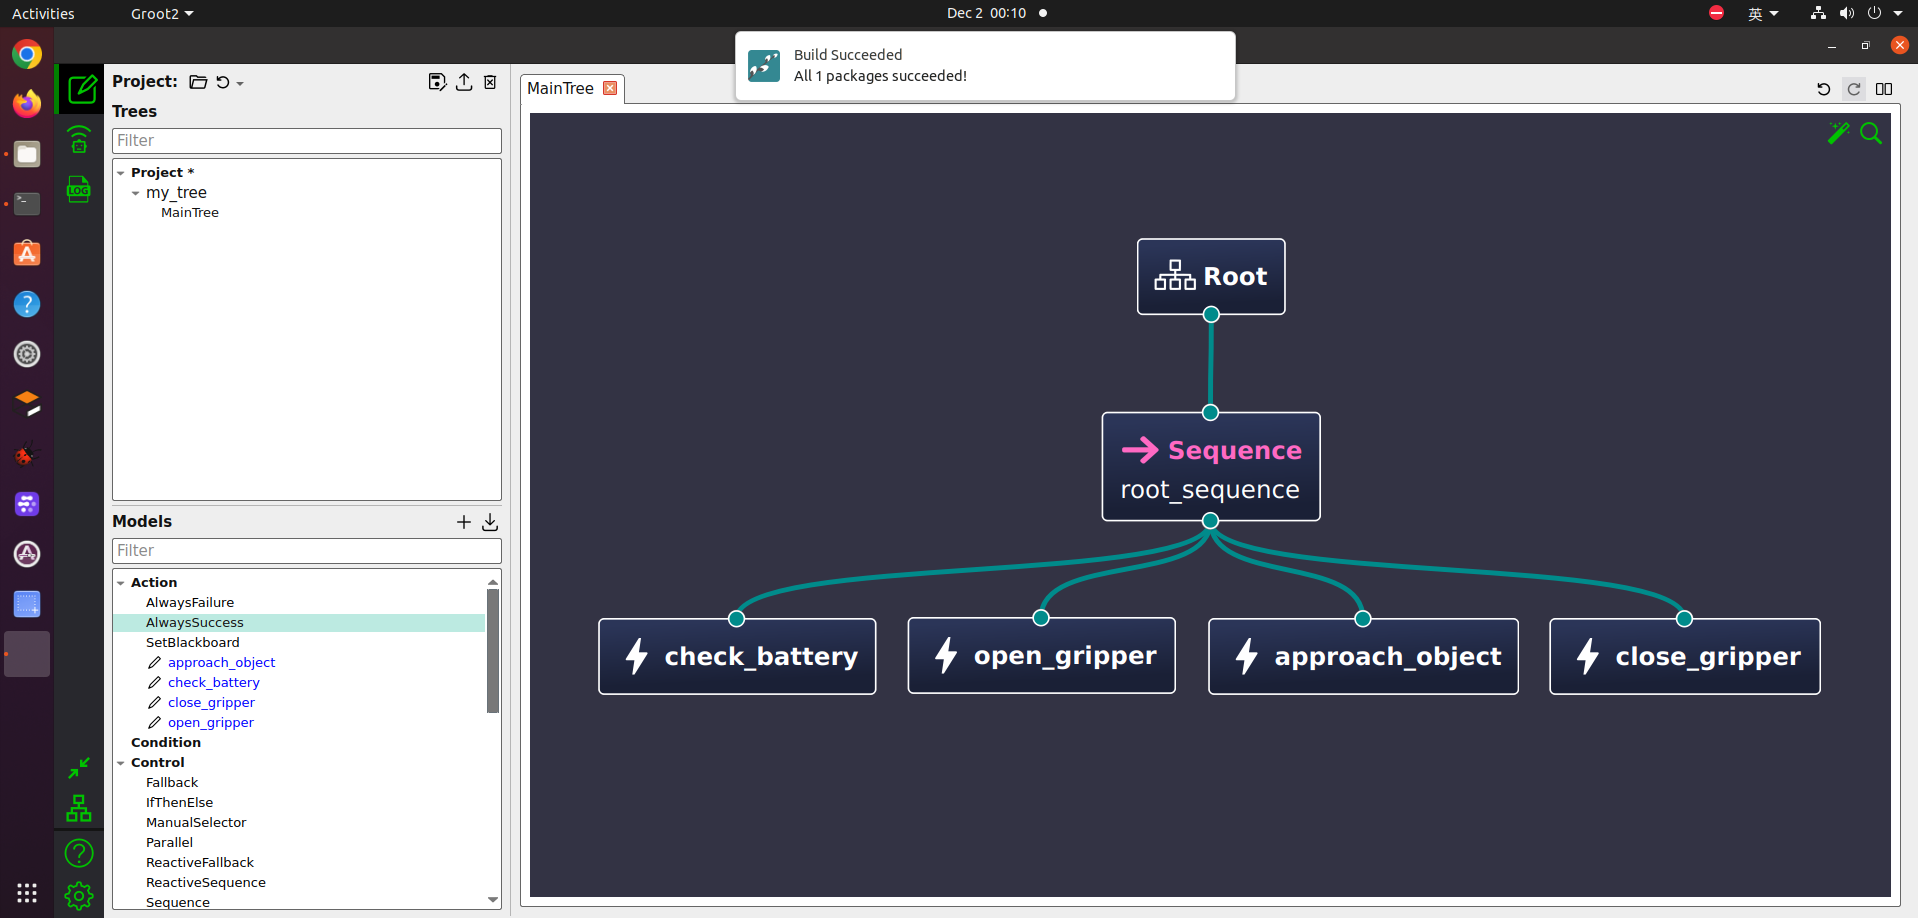 Activities
Groot2
Dec 2 00:10
英
Build Succeeded
All 1 packages succeeded!
Project:
Trees
Filter
Project *
my_tree
MainTree
LOG
Models
Filter
Action
AlwaysFailure
AlwaysSuccess
SetBlackboard
approach_object
check_battery
close_gripper
open_gripper
Condition
Control
Fallback
IfThenElse
ManualSelector
Parallel
ReactiveFallback
ReactiveSequence
Sequence
MainTree
Root
Sequence
root_sequence
check_battery
open_gripper
approach_object
close_gripper